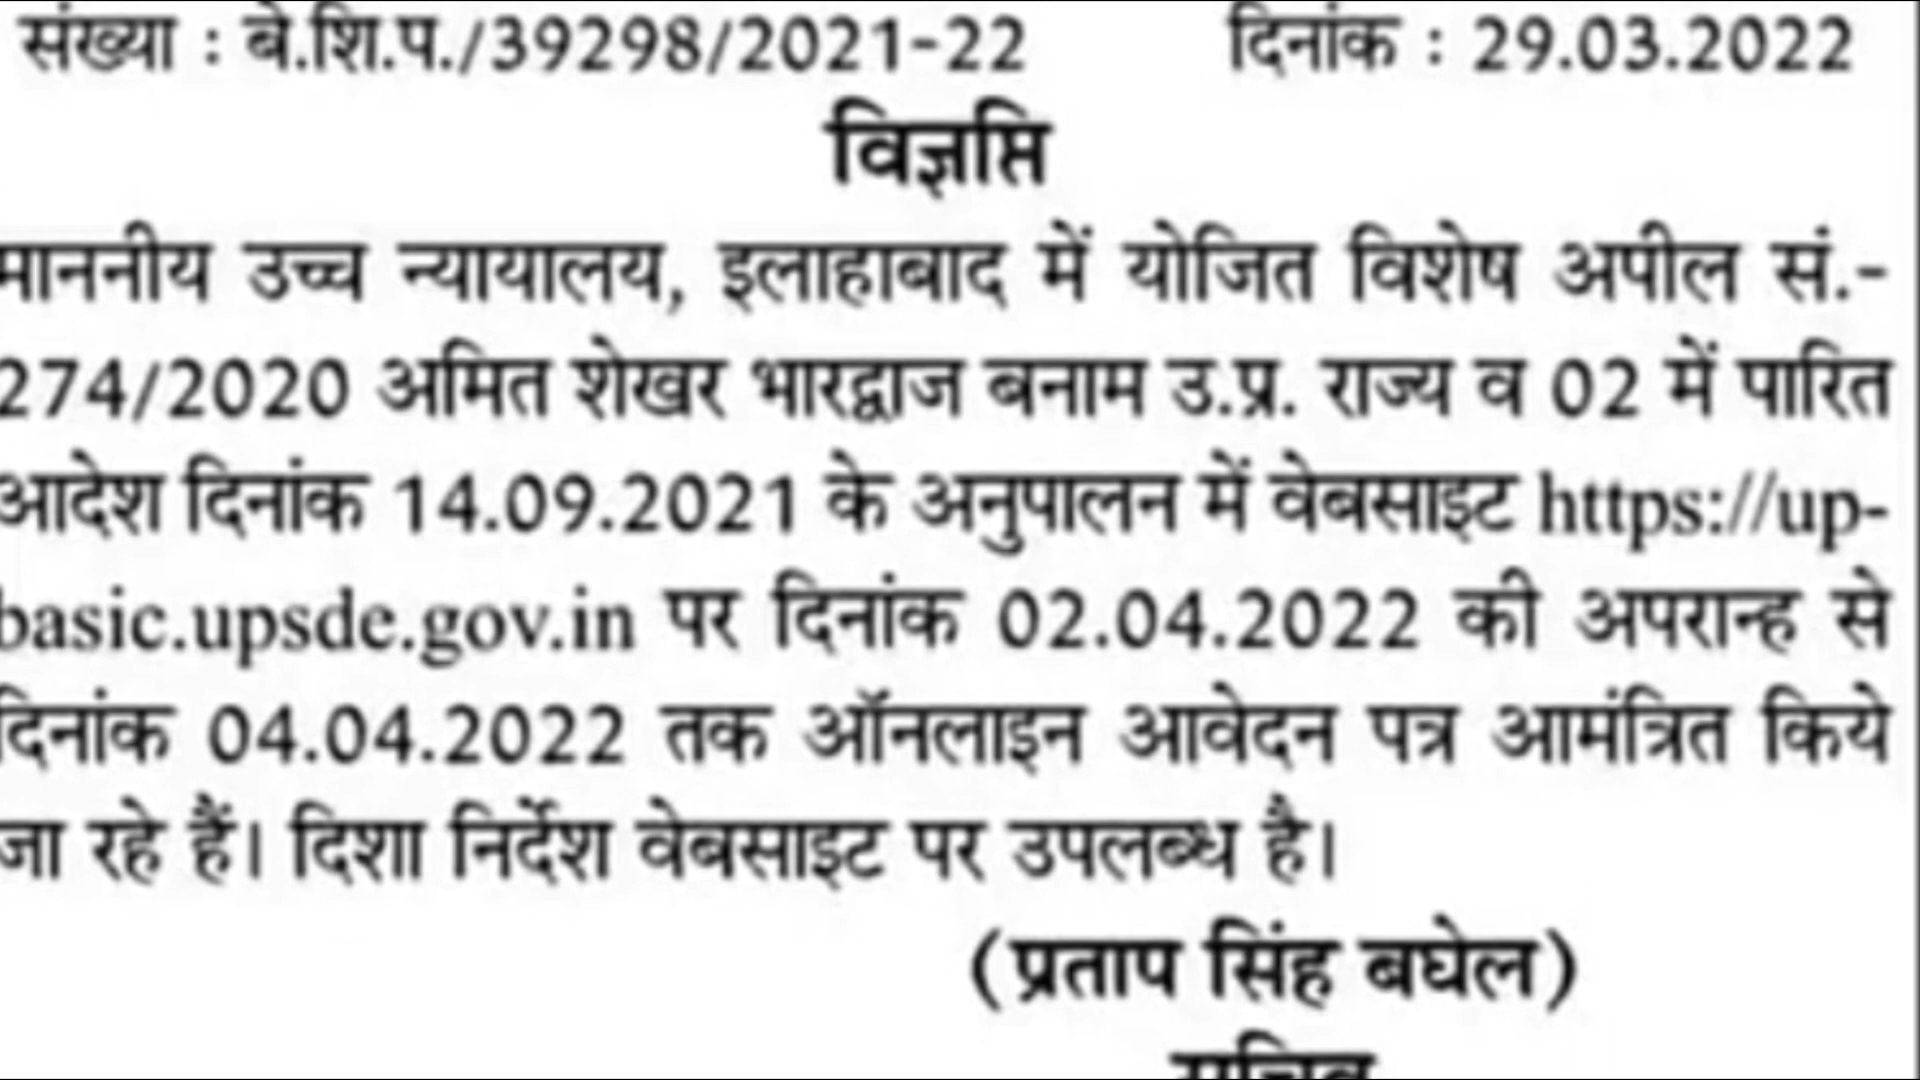 संख्या : बे.शि.प./39298/2021-22 दिनांक : 29.03.2022
विज्ञप्ति
माननीय उच्च न्यायालय, इलाहाबाद में योजित विशेष अपील सं.-
274/2020 अमित शेखर भारद्वाज बनाम उ.प्र. राज्य व 02 में पारित
आदेश दिनांक 14.09.2021 के अनुपालन में वेबसाइट https://up-
basic.upsde.gov.in पर दिनांक 02.04.2022 की अपरान्ह से
दिनांक 04.04.2022 तक ऑनलाइन आवेदन पत्र आमंत्रित किये
जा रहे हैं। दिशा निर्देश वेबसाइट पर उपलब्ध है।
(प्रताप सिंह बघेल)
सचिव